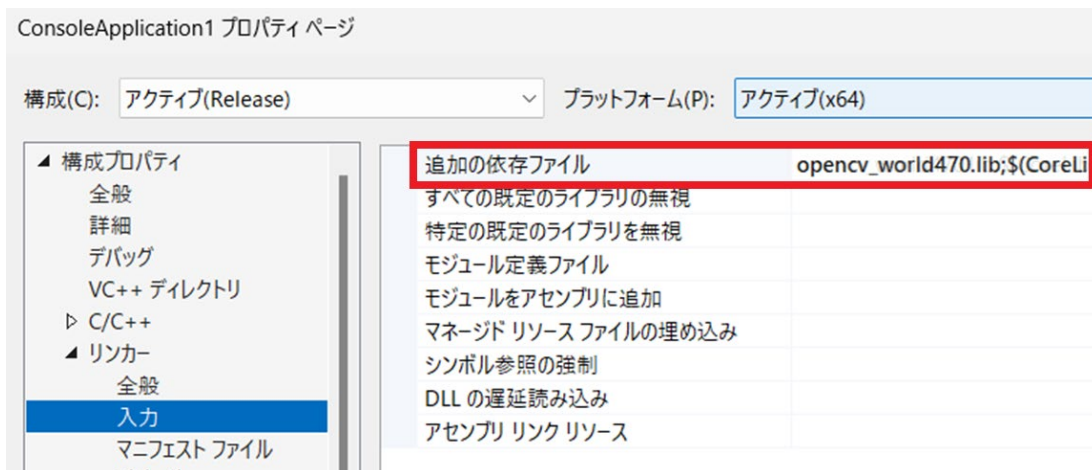 ConsoleApplication1 プロパティ ページ
構成(C): アクティブ(Release) プラットフォーム(P): アクティブ(x64)
構成プロパティ
全般
詳細
デバッグ
VC++ ディレクトリ
C/C++
リンカー
全般
入力
マニフェスト ファイル
追加の依存ファイル opencv_world470.lib;$(CoreLi
すべての既定のライブラリの無視
特定の既定のライブラリを無視
モジュール定義ファイル
モジュールをアセンブリに追加
マネージド リソース ファイルの埋め込み
シンボル参照の強制
DLL の遅延読み込み
アセンブリ リンク リソース